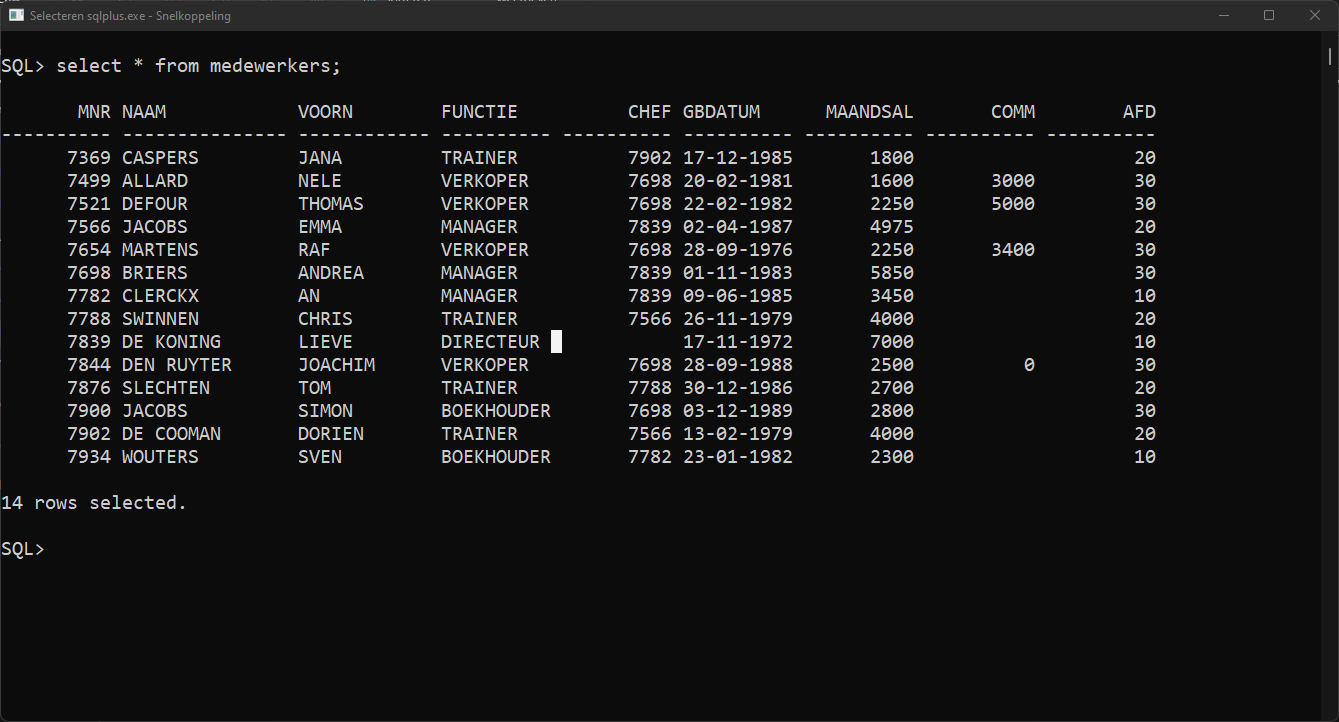 Selecteren sqlplus.exe - Snelkoppeling
SQL> select * from medewerkers;
       MNR NAAM            VOORN        FUNCTIE          CHEF GBDATUM      MAANDSAL       COMM        AFD
---------- --------------- ------------ ---------- ---------- ---------- ---------- ---------- ----------
      7369 CASPERS         JANA         TRAINER          7902 17-12-1985       1800                    20
      7499 ALLARD          NELE         VERKOPER         7698 20-02-1981       1600       3000         30
      7521 DEFOUR          THOMAS       VERKOPER         7698 22-02-1982       2250       5000         30
      7566 JACOBS          EMMA         MANAGER          7839 02-04-1987       4975                    20
      7654 MARTENS         RAF          VERKOPER         7698 28-09-1976       2250       3400         30
      7698 BRIERS          ANDREA       MANAGER          7839 01-11-1983       5850                    30
      7782 CLERCKX         AN           MANAGER          7839 09-06-1985       3450                    10
      7788 SWINNEN         CHRIS        TRAINER          7566 26-11-1979       4000                    20
      7839 DE KONING       LIEVE        DIRECTEUR             17-11-1972       7000                    10
      7844 DEN RUYTER      JOACHIM      VERKOPER         7698 28-09-1988       2500          0         30
      7876 SLECHTEN        TOM          TRAINER          7788 30-12-1986       2700                    20
      7900 JACOBS          SIMON        BOEKHOUDER       7698 03-12-1989       2800                    30
      7902 DE COOMAN       DORIEN       TRAINER          7566 13-02-1979       4000                    20
      7934 WOUTERS         SVEN         BOEKHOUDER       7782 23-01-1982       2300                    10
14 rows selected.
SQL>